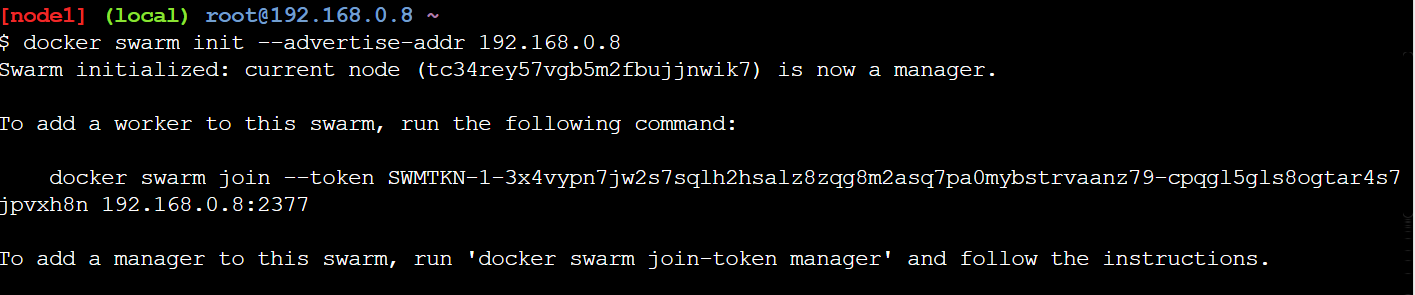 [node1] (local) root@192.168.0.8 ~
$ docker swarm init --advertise-addr 192.168.0.8
Swarm initialized: current node (tc34rey57vgb5m2fbujjnwik7) is now a manager.
To add a worker to this swarm, run the following command:
docker swarm join --token SWMTKN-1-3x4vypn7jw2s7sqlh2hsalz8zqg8m2asq7pa0mybstrvaanz79-cpqgl5gls8ogtar4s7
jpvxh8n 192.168.0.8:2377
To add a manager to this swarm, run 'docker swarm join-token manager' and follow the instructions.